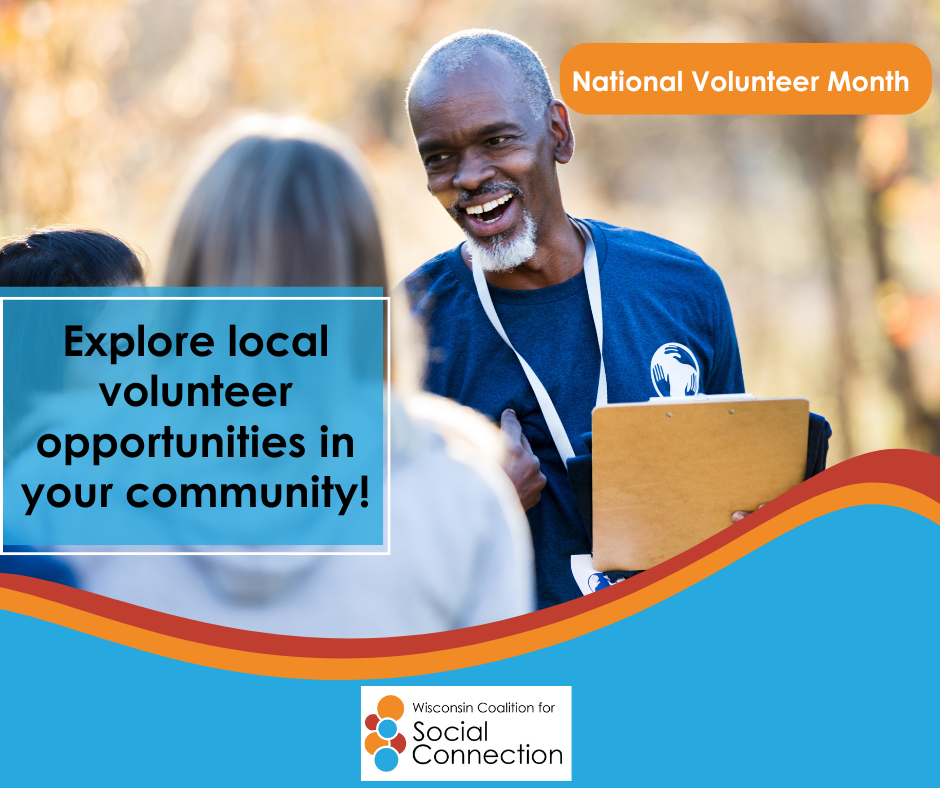 National Volunteer Month
Explore local
volunteer
opportunities in
your community!
Wisconsin Coalition for
Social
Connection